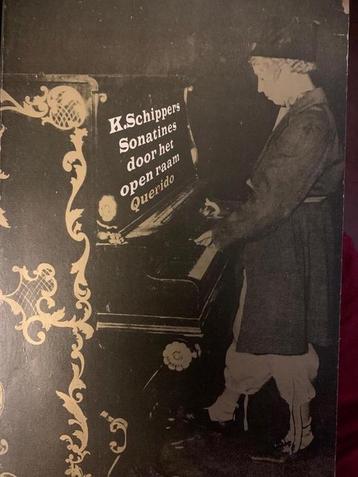 K.Schippers
Sonatines
door het
open raam
Querido